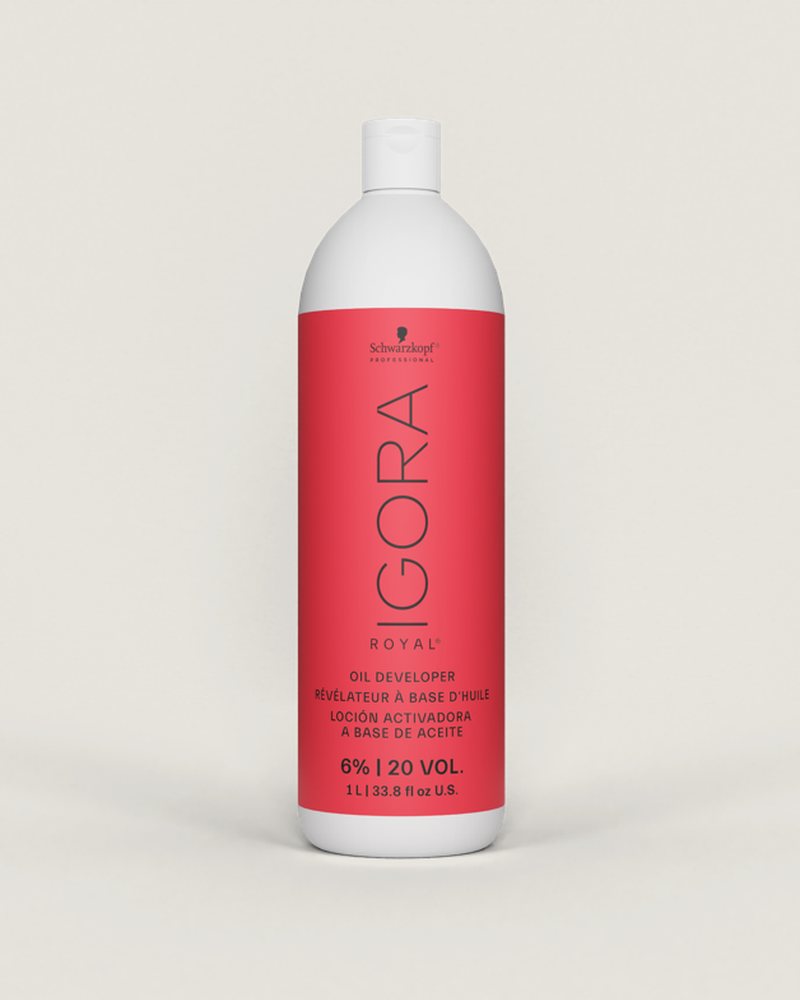 Schwarzkopf®
PROFESSIONAL
IGORA
ROYAL®
OIL DEVELOPER
RÉVÉLATEUR À BASE D'HUILE
LOCIÓN ACTIVADORA
A BASE DE ACEITE
6% | 20 VOL.
1 L | 33.8 fl oz U.S.